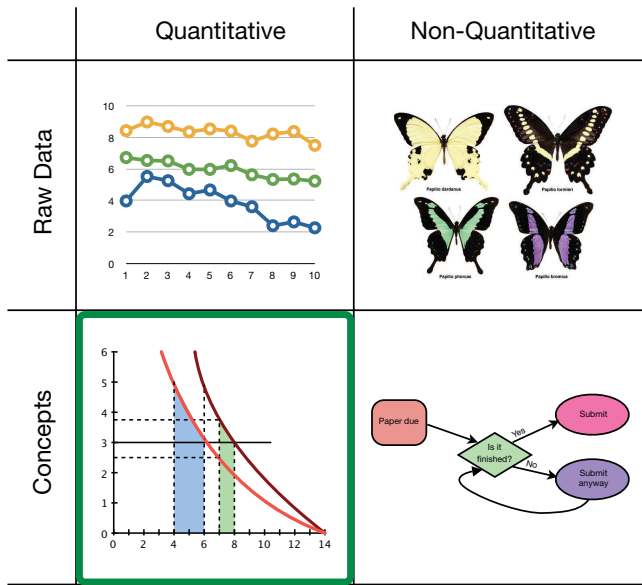 Quantitative
Non-Quantitative
Raw Data
10
8
6
4
2
0
1 2 3 4 5 6 7 8 9 10
Papilio dardanus
Papilio lormieri
Papilio phorcas
Papilio bromius
Concepts
6
5
4
3
2
1
0
0 2 4 6 8 10 12 14
Paper due
Is it
finished?
Yes
No
Submit
Submit
anyway